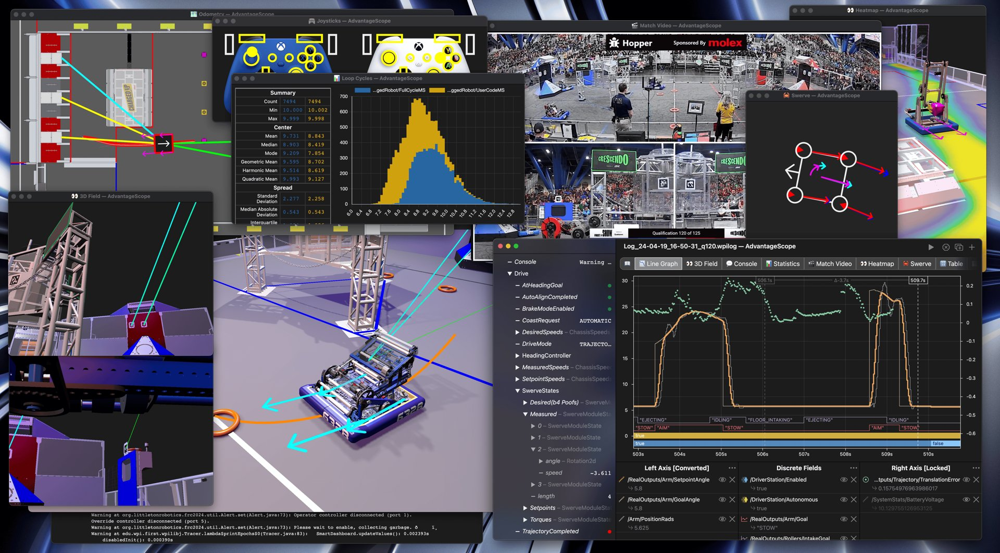 Odometry — AdvantageScope
CHARGED UP
Joysticks — AdvantageScope
Y
A
Match Video — AdvantageScope
Hopper
Sponsored By molex
FTA
CRESCENDO
CRESCENDO
FIRST IN SHOW
Qualification 120 of 125
CRESCENDO
Heatmap — AdvantageScope
Loop Cycles — AdvantageScope
Summary
Count 7494 7494
Min 10.000 10.002
Max 9.999 9.998
Center
Mean 9.731 8.843
Median 8.903 8.419
Mode 9.209 7.854
Geometric Mean 9.595 8.702
Harmonic Mean 9.514 8.619
Quadratic Mean 9.993 9.127
Spread
Standard Deviation 2.277 2.258
Median Absolute Deviation 0.543 0.543
Interquartile
...gedRobot/FullCycleMS
...ggedRobot/UserCodeMS
700
600
500
400
300
200
100
0
6.0 6.4 6.8 7.2 7.6 8.0 8.4 8.8 9.2 9.6 10.0 10.4 10.8 11.2 11.6 12.0 12.4 12.8
Swerve — AdvantageScope
3D Field — AdvantageScope
6328
6328
Warning at org.littletonrobotics.frc2024.util.Alert.set(Alert.java:73): Operator controller disconnected (port 1).
Override controller disconnected (port 5).
Warning at org.littletonrobotics.frc2024.util.Alert.set(Alert.java:73): Please wait to enable, collecting garbage. ð
Warning at edu.wpi.first.wpilibj.Tracer.lambda$printEpochs$0(Tracer.java:83): SmartDashboard.updateValues(): 0.002393s
disabledInit(): 0.000390s
Log_24-04-19_16-50-31_q120.wpilog — AdvantageScope
Console Warning …
Drive
AtHeadingGoal
AutoAlignCompleted
BrakeModeEnabled
CoastRequest AUTOMATIC
DesiredSpeeds – ChassisSpeeds
DriveMode TRAJECTO…
HeadingController
MeasuredSpeeds – ChassisSpee
SetpointSpeeds – ChassisSpee
SwerveStates
Desired(b4 Poofs) – SwerveM
Measured – SwerveModuleSta
0 – SwerveModuleState
1 – SwerveModuleState
2 – SwerveModuleState
angle – Rotation2d
speed -3.611
3 – SwerveModuleState
length 4
Setpoints – SwerveModuleSta
Torques – SwerveModuleState
TrajectoryCompleted
Line Graph
3D Field
Console
Statistics
Match Video
Heatmap
Swerve
Table
506.1s
Δ-3.7s
509.7s
30
25
20
15
10
5
0
0.2
0.1
0
-0.1
-0.2
-0.3
-0.4
-0.5
-0.6
"EJECTING" "IDLING" "FLOOR_INTAKING" "EJECTING" "IDLING"
"STOW" "AIM" "STOW" "AIM" "STOW"
true
true false
503s 504s 505s 506s 507s 508s 509s 510s
Left Axis [Converted]
/RealOutputs/Arm/SetpointAngle
5.8
/RealOutputs/Arm/GoalAngle
5.8
/Arm/PositionRads
5.625
Discrete Fields
/DriverStation/Enabled
true
/DriverStation/Autonomous
true
/RealOutputs/Arm/Goal
"STOW"
/RealOutputs/Rollers/IntakeGoal
Right Axis [Locked]
...tputs/Trajectory/TranslationError
0.15754976963986017
/SystemStats/BatteryVoltage
10.129755126953125